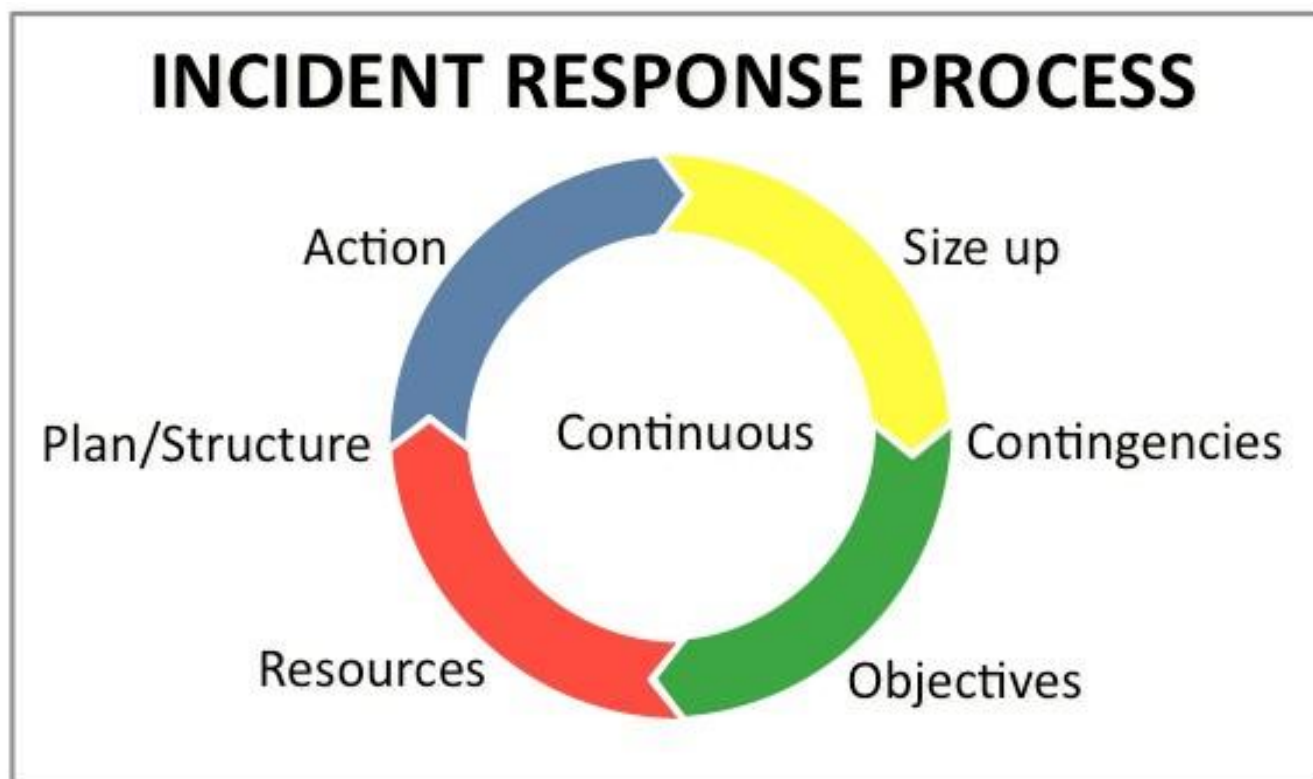 INCIDENT RESPONSE PROCESS
Action
Size up
Plan/Structure
Continuous
Contingencies
Resources
Objectives